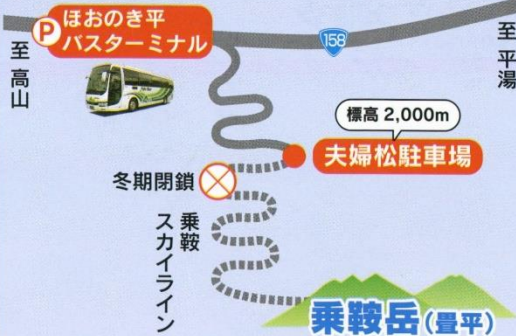 P
ほおのき平
バスターミナル
158
至 高山
至 平湯
標高 2,000m
夫婦松駐車場
冬期閉鎖
乗鞍
スカイライン
乗鞍岳(畳平)